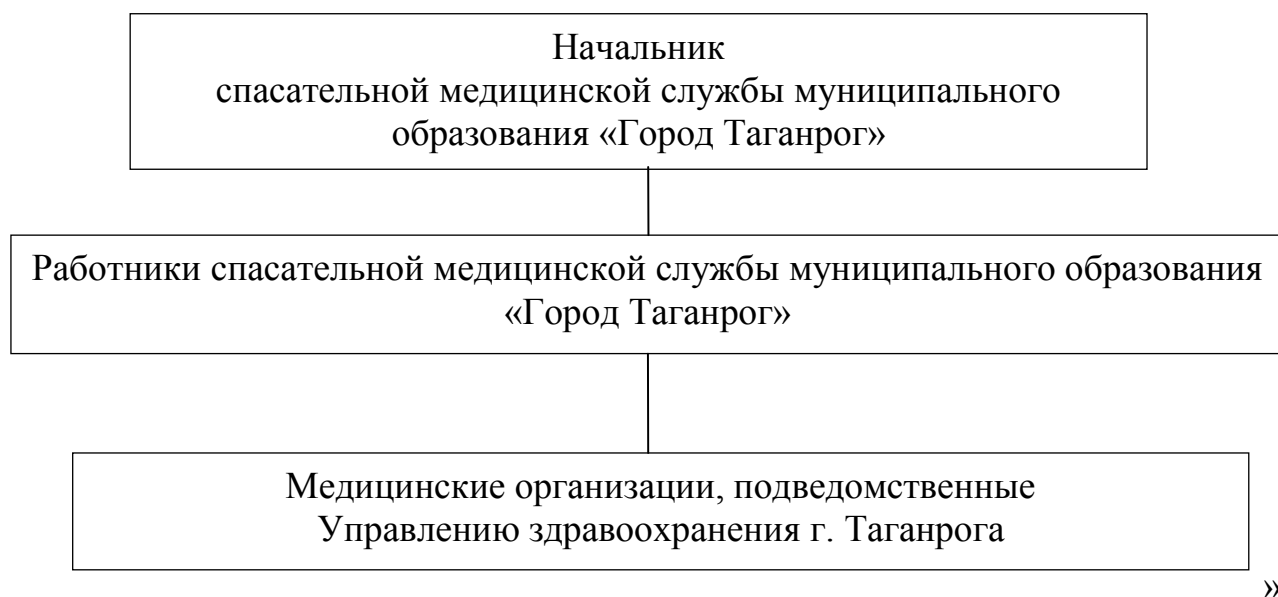 Начальник
спасательной медицинской службы муниципального
образования «Город Таганрог»
Работники спасательной медицинской службы муниципального образования
«Город Таганрог»
Медицинские организации, подведомственные
Управлению здравоохранения г. Таганрога
»